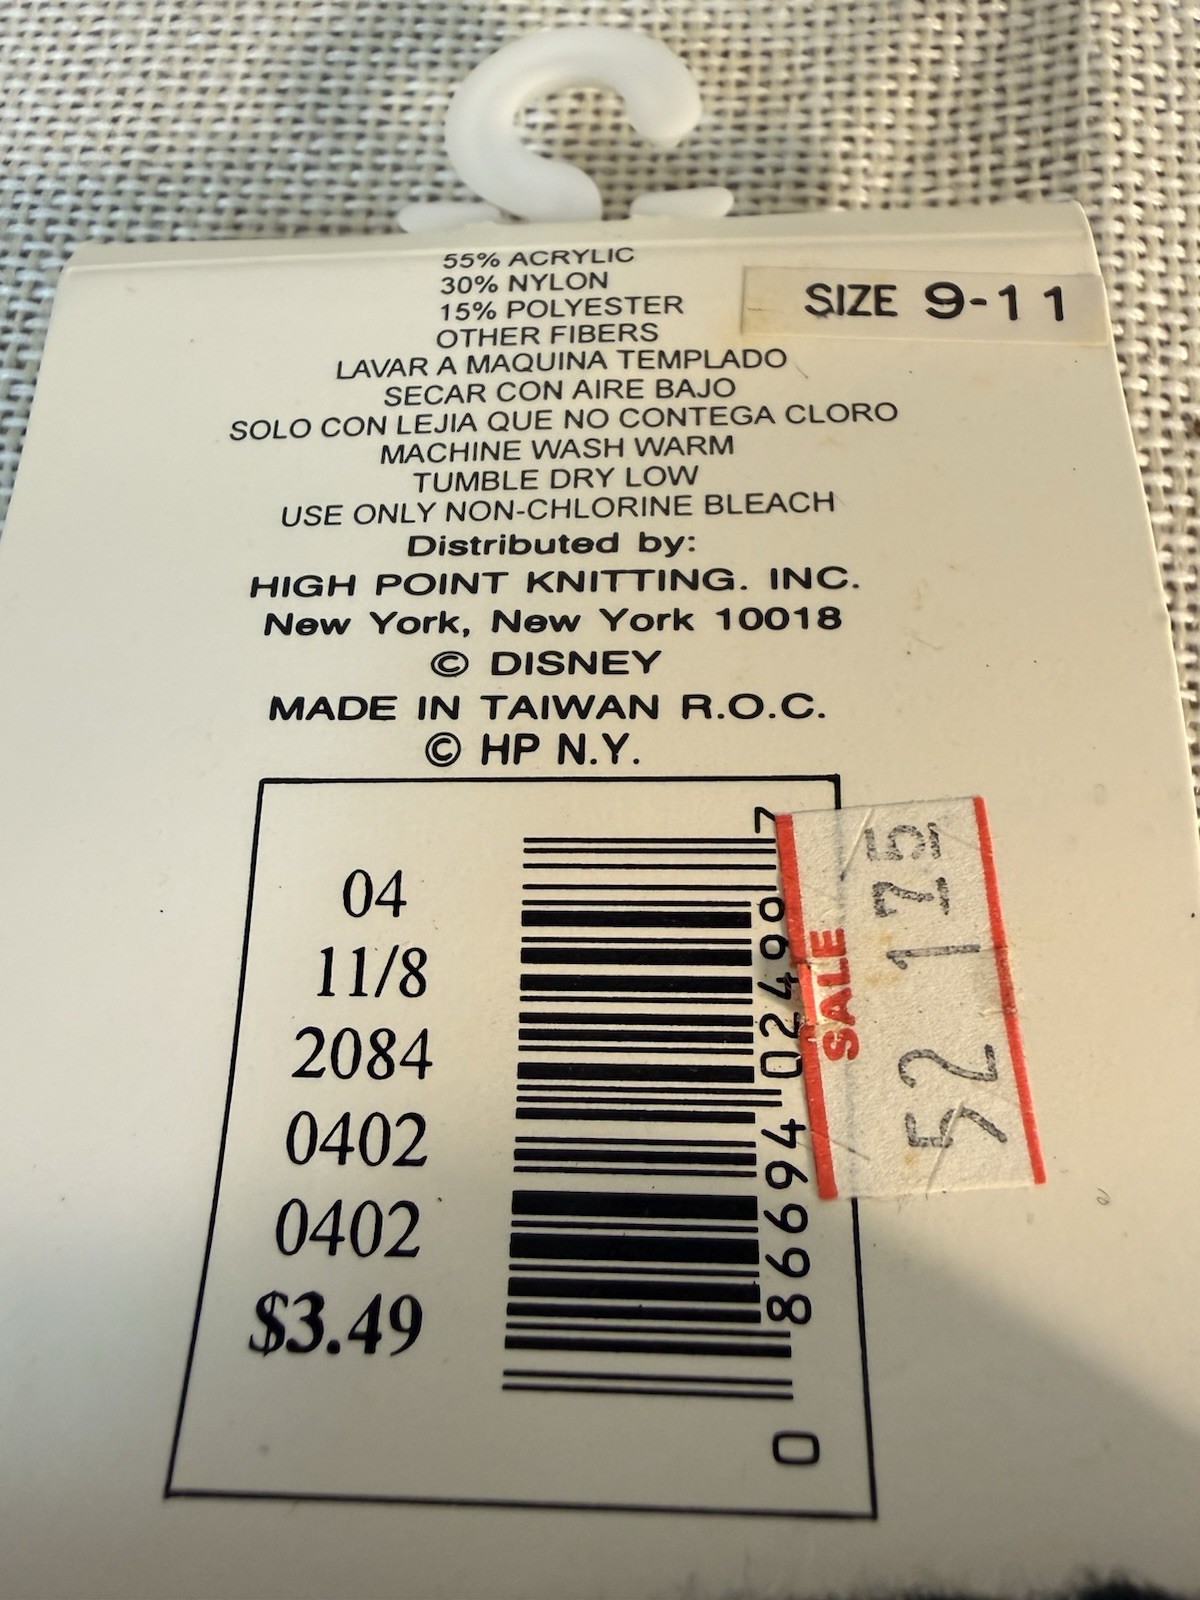 55% ACRYLIC
30% NYLON
15% POLYESTER
OTHER FIBERS
SIZE 9-11
LAVAR A MAQUINA TEMPLADO
SECAR CON AIRE BAJO
SOLO CON LEJIA QUE NO CONTEGA CLORO
MACHINE WASH WARM
TUMBLE DRY LOW
USE ONLY NON-CHLORINE BLEACH
Distributed by:
HIGH POINT KNITTING. INC.
New York, New York 10018
© DISNEY
MADE IN TAIWAN R.O.C.
© HP N.Y.
04
11/8
2084
0402
0402
$3.49
0 86694 02490 7
SALE
52 175